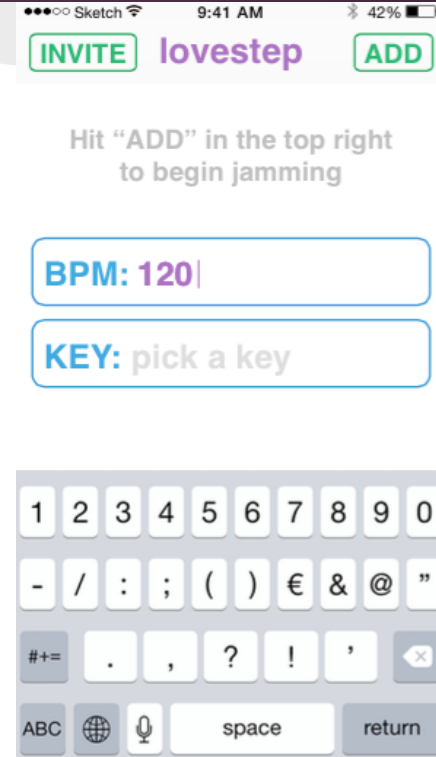 Sketch 9:41 AM 42%
INVITE lovestep ADD
Hit “ADD” in the top right
to begin jamming
BPM: 120
KEY: pick a key
1 2 3 4 5 6 7 8 9 0
- / : ; ( ) € & @ ”
#+= . , ? ! ’
ABC space return